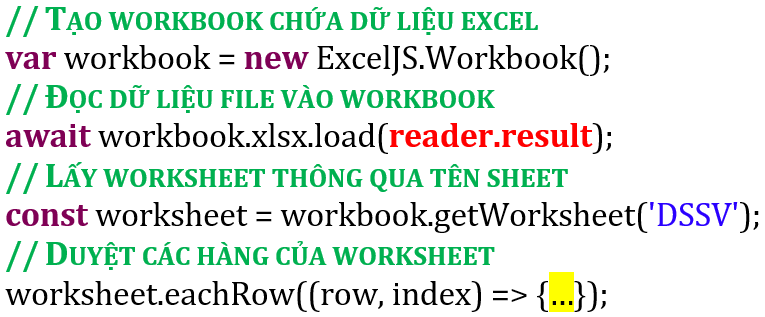 // TẠO WORKBOOK CHỨA DỮ LIỆU EXCEL
var workbook = new ExcelJS.Workbook();
// ĐỌC DỮ LIỆU FILE VÀO WORKBOOK
await workbook.xlsx.load(reader.result);
// LẤY WORKSHEET THÔNG QUA TÊN SHEET
const worksheet = workbook.getWorksheet('DSSV');
// DUYỆT CÁC HÀNG CỦA WORKSHEET
worksheet.eachRow((row, index) => {...});